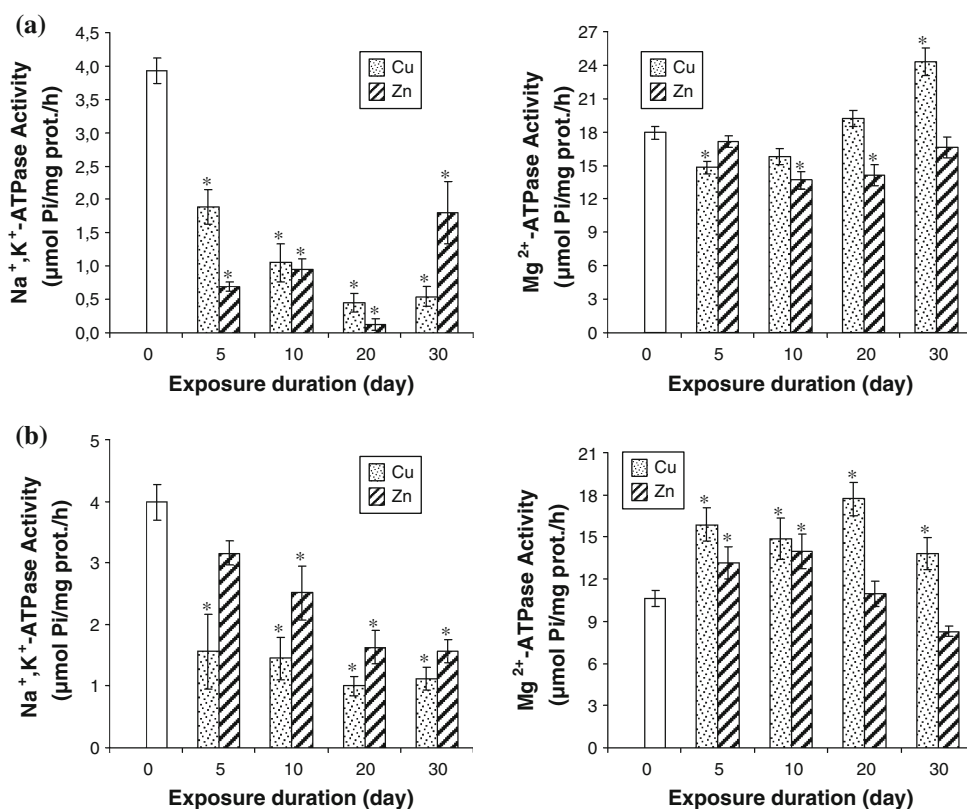 (a)
Na+,K+-ATPase Activity
(µmol Pi/mg prot./h)
4,5
4,0
3,5
3,0
2,5
2,0
1,5
1,0
0,5
0,0
Cu
Zn
*
*
*
*
*
*
*
*
0 5 10 20 30
Exposure duration (day)
Mg2+-ATPase Activity
(µmol Pi/mg prot./h)
27
24
21
18
15
12
9
6
3
0
Cu
Zn
*
*
*
*
0 5 10 20 30
Exposure duration (day)
(b)
Na+,K+-ATPase Activity
(µmol Pi/mg prot./h)
5
4
3
2
1
0
Cu
Zn
*
*
*
*
*
*
*
0 5 10 20 30
Exposure duration (day)
Mg2+-ATPase Activity
(µmol Pi/mg prot./h)
21
18
15
12
9
6
3
0
Cu
Zn
*
*
*
*
*
*
0 5 10 20 30
Exposure duration (day)